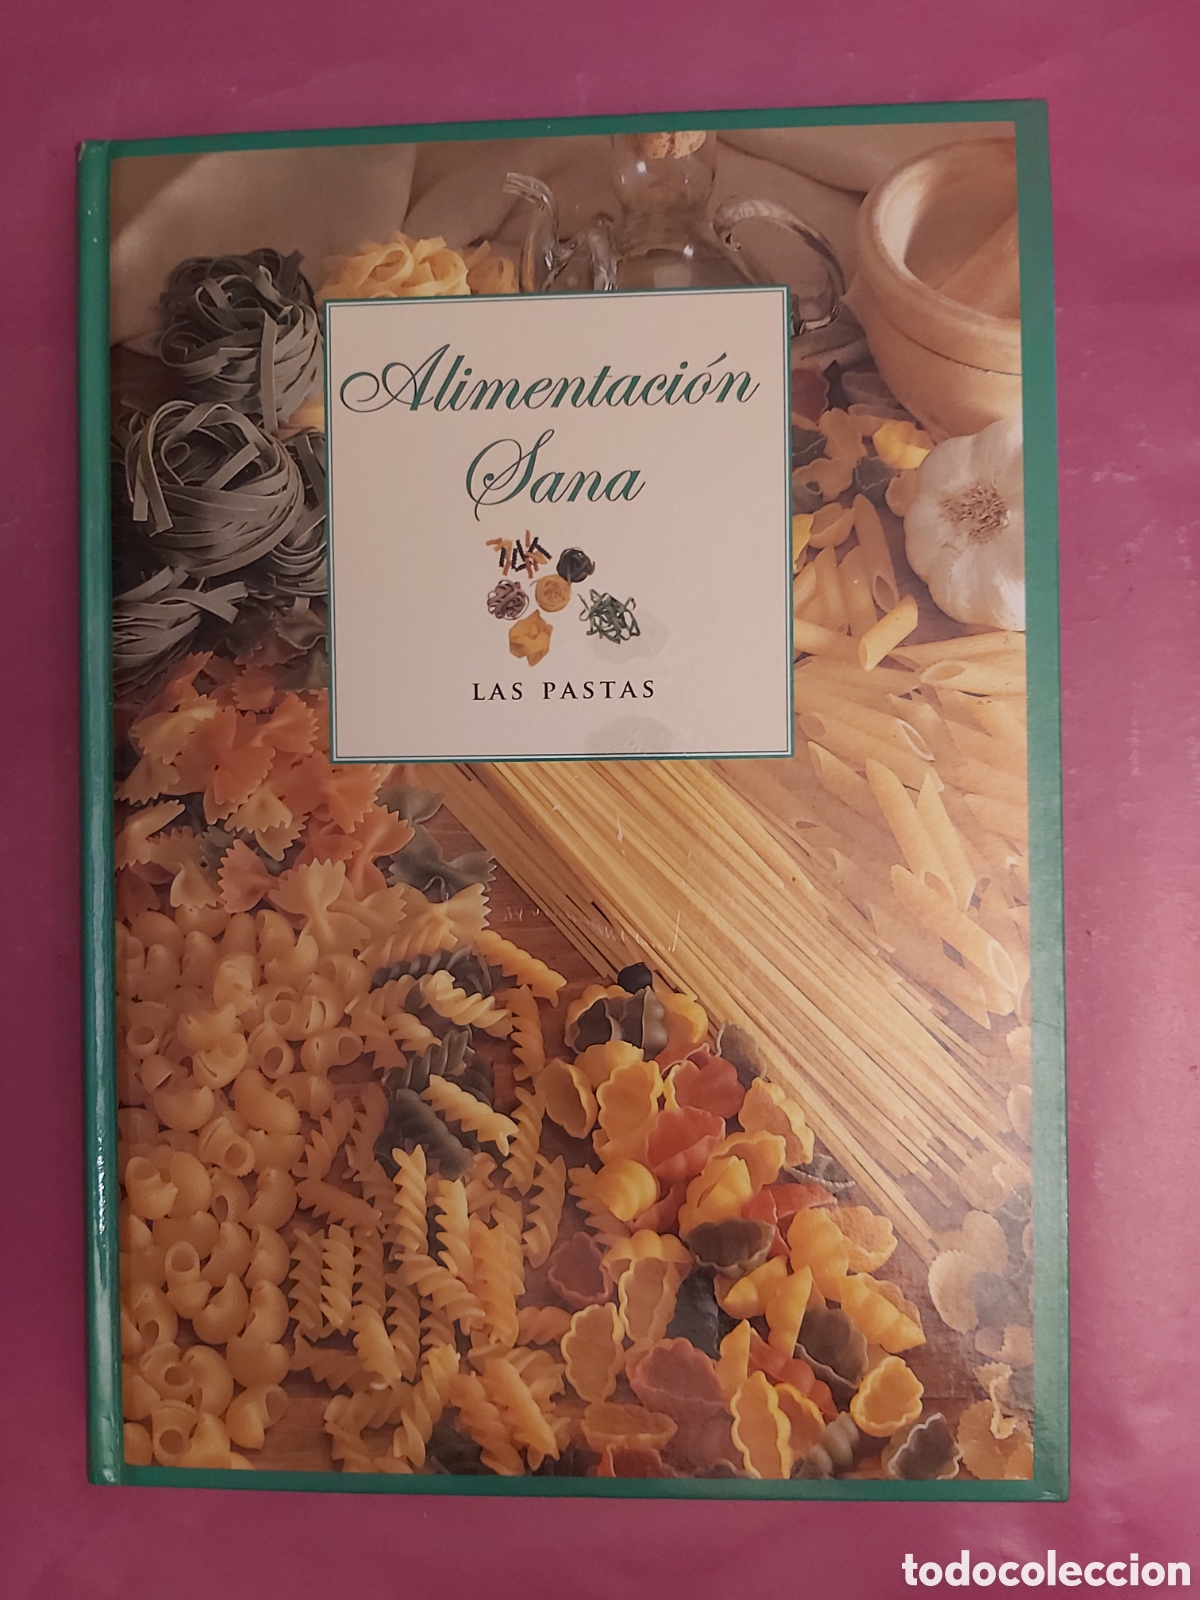 Alimentación
Sana
LAS PASTAS
todocoleccion